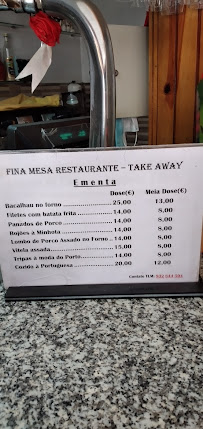 FINA MESA RESTAURANTE – TAKE AWAY
Ementa
Dose(€) Meia Dose(€)
Bacalhau no forno 25,00 13,00
Filetes com batata frita 14,00 8,00
Panados de Porco 14,00 8,00
Rojões à Minhota 14,00 8,00
Lombo de Porco Assado no Forno 14,00 8,00
Vitela assada 15,00 8,00
Tripas à moda do Porto 14,00 8,00
Cozido à Portuguesa 20,00 12,00